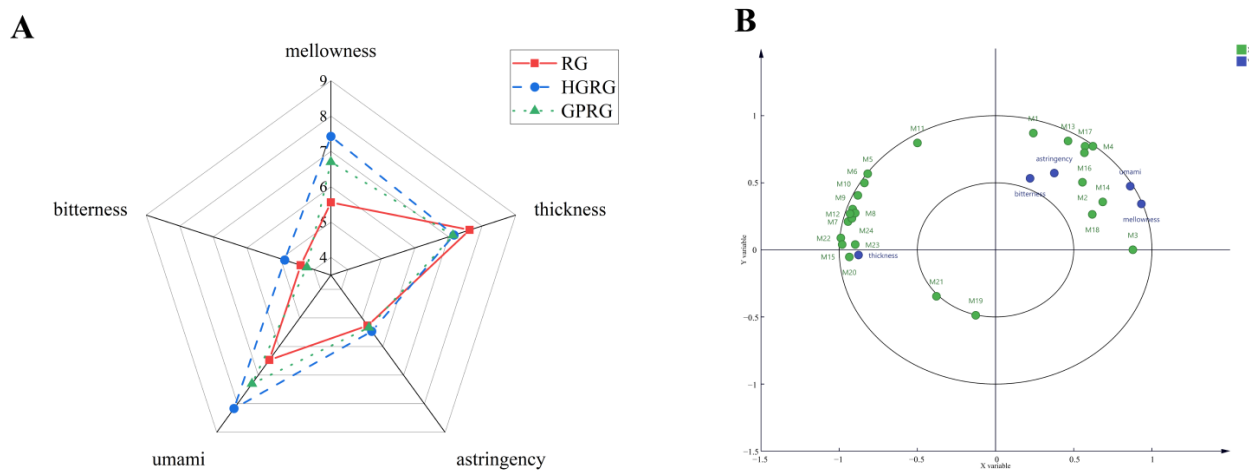 A
mellowness
9
8
7
6
5
4
bitterness
thickness
umami
astringency
RG
HGRG
GPRG
B
1.5
1
0.5
0
-0.5
-1
-1.5
-1.5
-1
-0.5
0
0.5
1
X variable
Y variable
M11
M1
M13
M17
M4
M5
M6
M10
M9
M12
M8
M7
M24
M22
M23
M15
thickness
M20
M21
M19
astringency
bitterness
M16
M2
M14
M18
umami
mellowness
M3